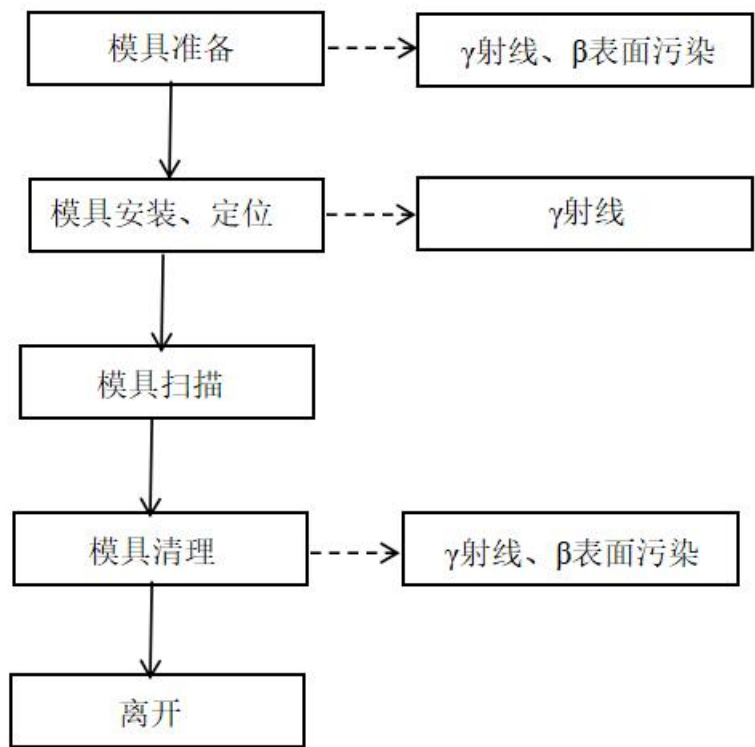 模具准备
γ射线、β表面污染
模具安装、定位
γ射线
模具扫描
模具清理
γ射线、β表面污染
离开